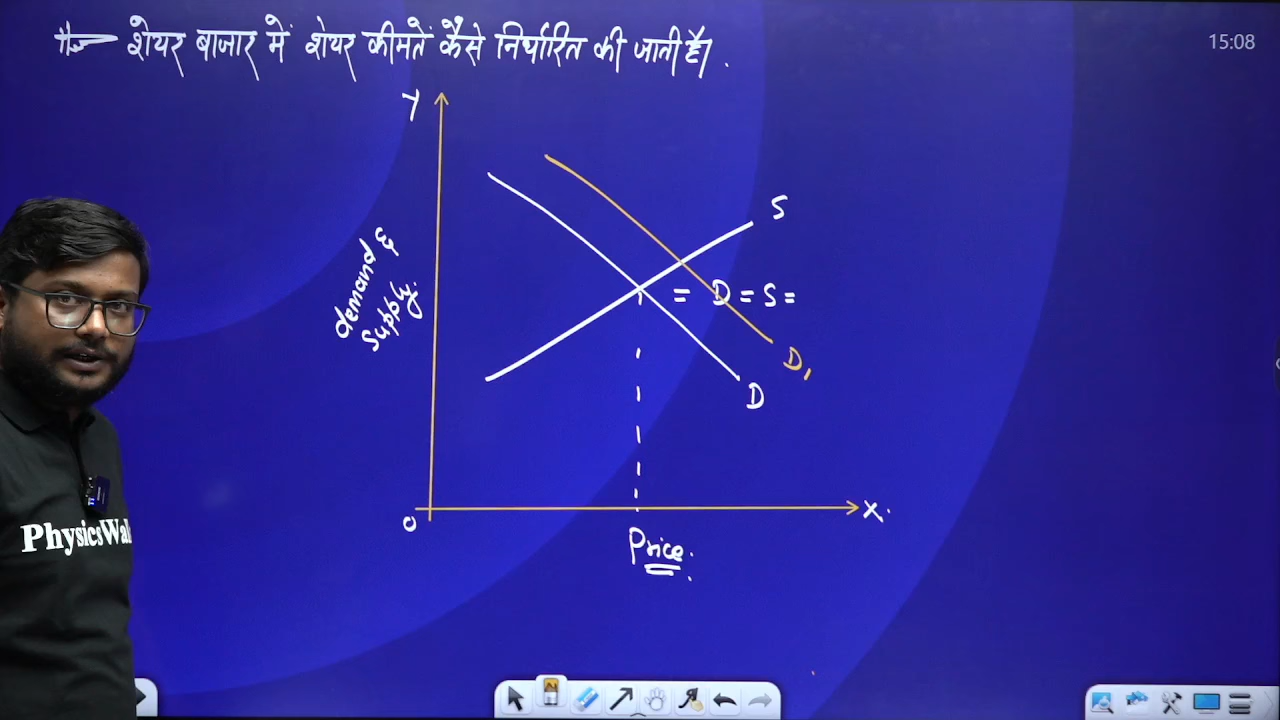 शेयर बाजार में शेयर कीमतें कैसे निर्धारित की जाती है।.
15:08
Y
S
demand &
supply.
= D = S =
D1
D
O
X.
Price.
PhysicsWal